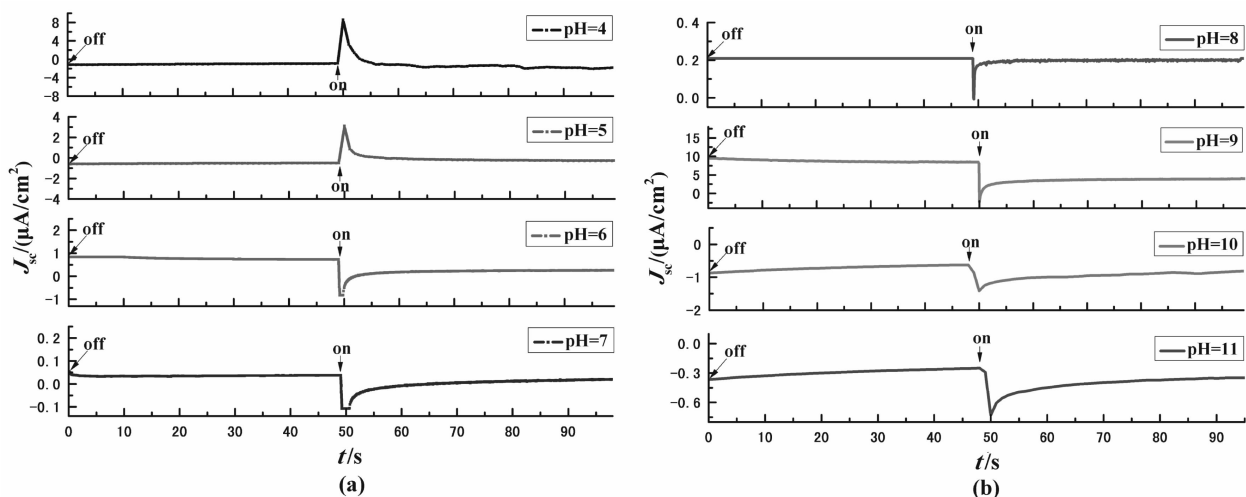 8
4
0
-4
-8
off
on
pH=4
4
2
0
-2
-4
off
on
pH=5
2
1
0
-1
off
on
pH=6
0.2
0.1
0.0
-0.1
off
on
pH=7
0 10 20 30 40 50 60 70 80 90
Jsc/(μA/cm²)
t/s
(a)
0.4
0.2
0.0
on
pH=8
15
10
5
0
off
on
pH=9
-0
-1
-2
off
on
pH=10
0.0
-0.3
-0.6
off
on
pH=11
0 10 20 30 40 50 60 70 80 90
Jsc/(μA/cm²)
t/s
(b)